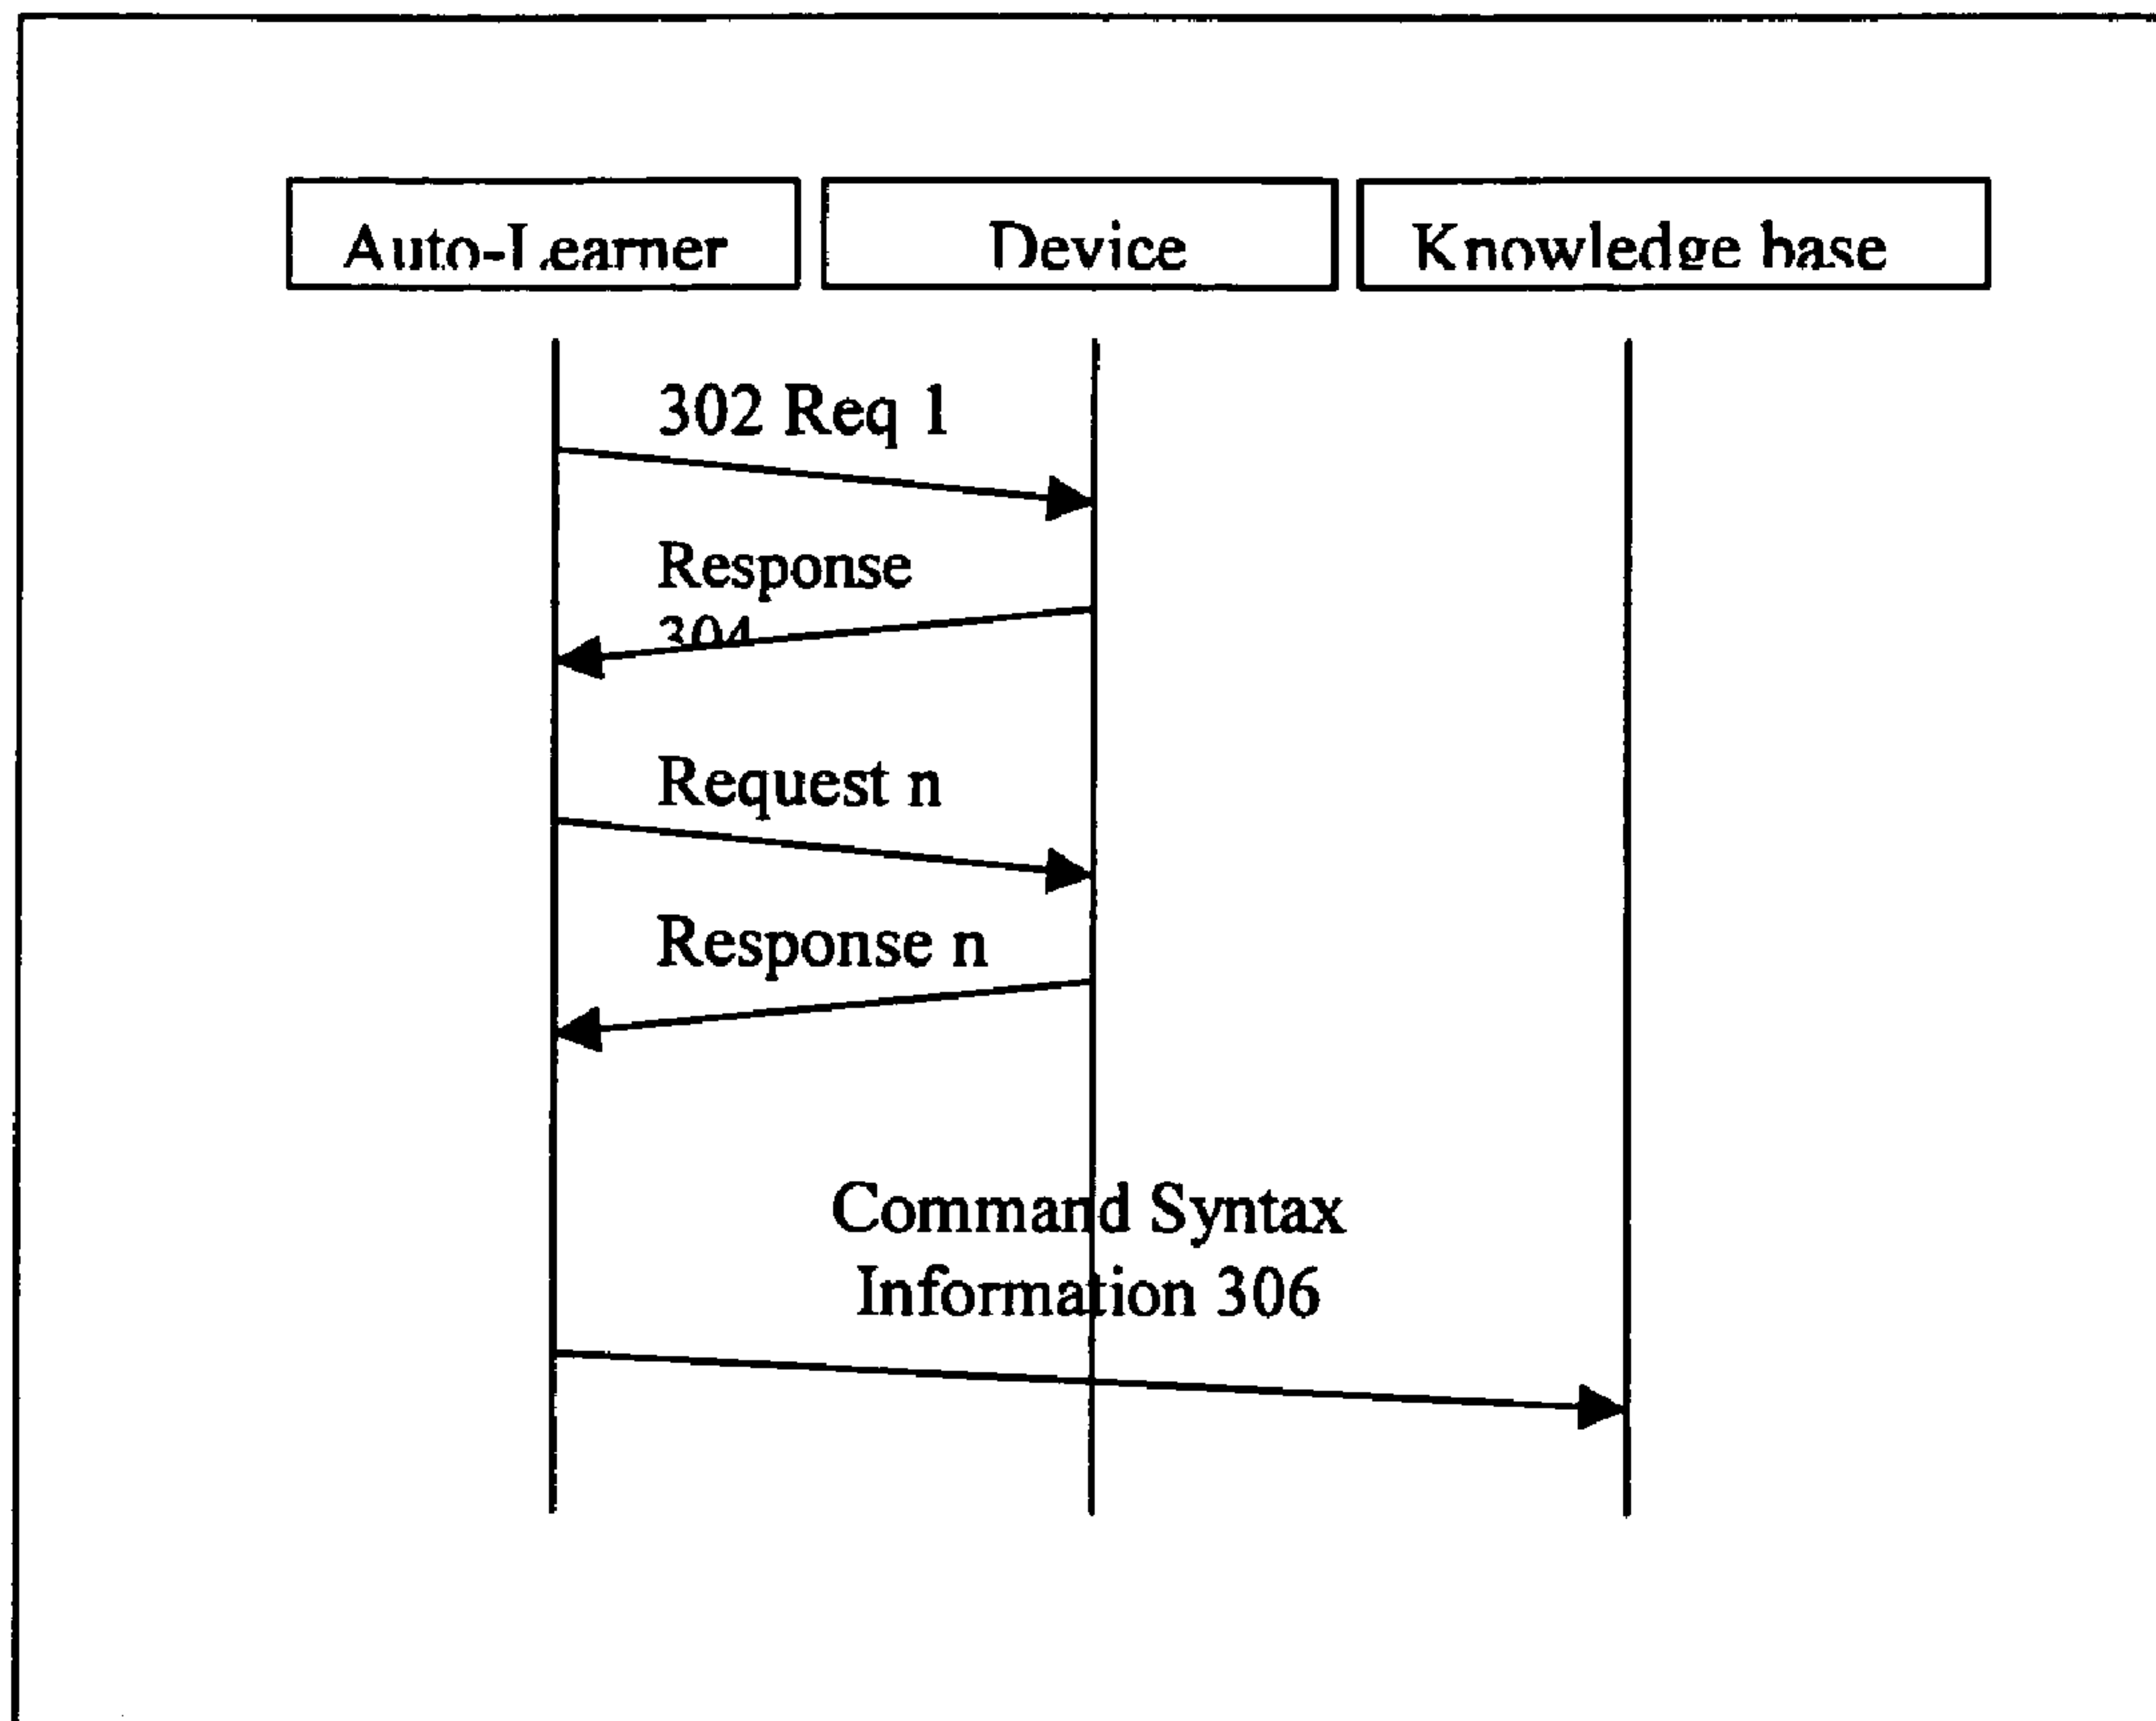 Auto-Learner
Device
Knowledge base
302 Req 1
Response
304
Request n
Response n
Command Syntax
Information 306